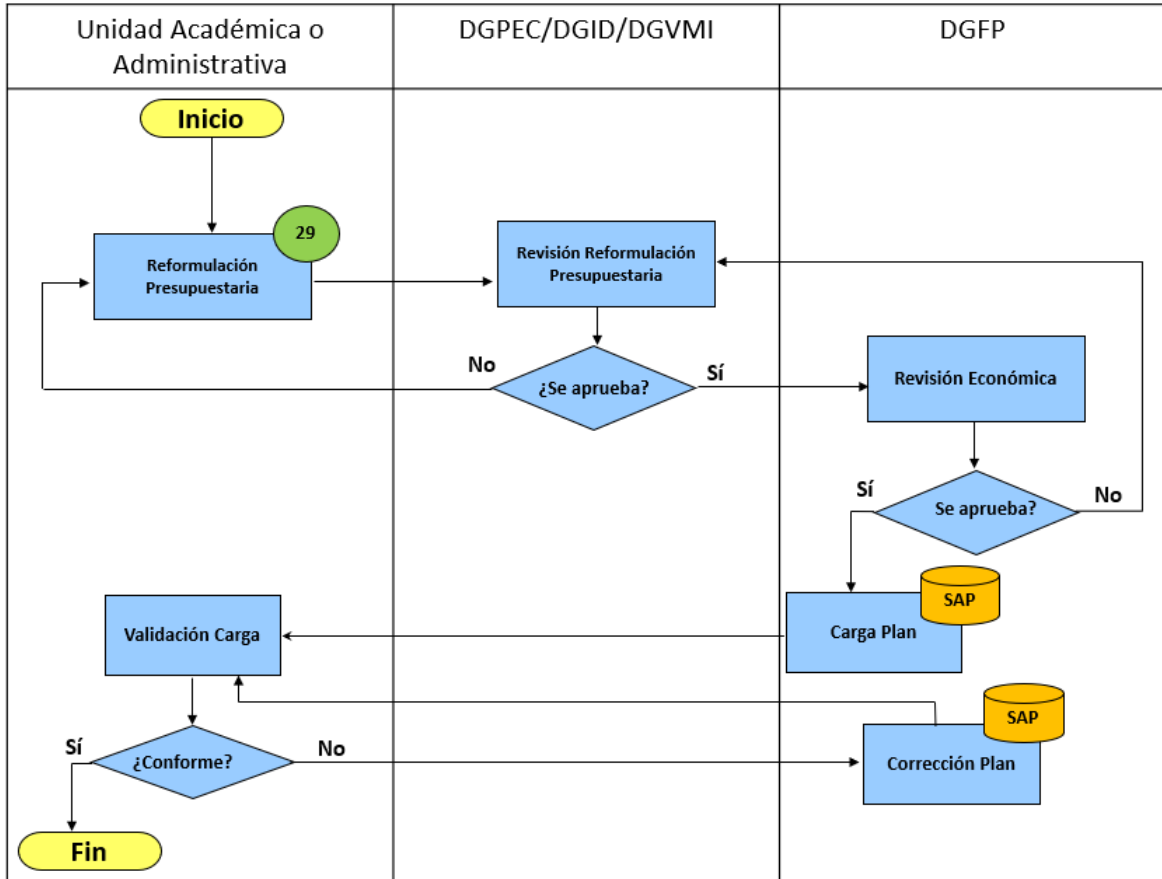 Unidad Académica o
Administrativa
DGPEC/DGID/DGVMI
DGFP
Inicio
29
Reformulación
Presupuestaria
Revisión Reformulación
Presupuestaria
No
¿Se aprueba?
Sí
Revisión Económica
Sí
Se aprueba?
No
SAP
Validación Carga
Carga Plan
SAP
Sí
¿Conforme?
No
Corrección Plan
Fin